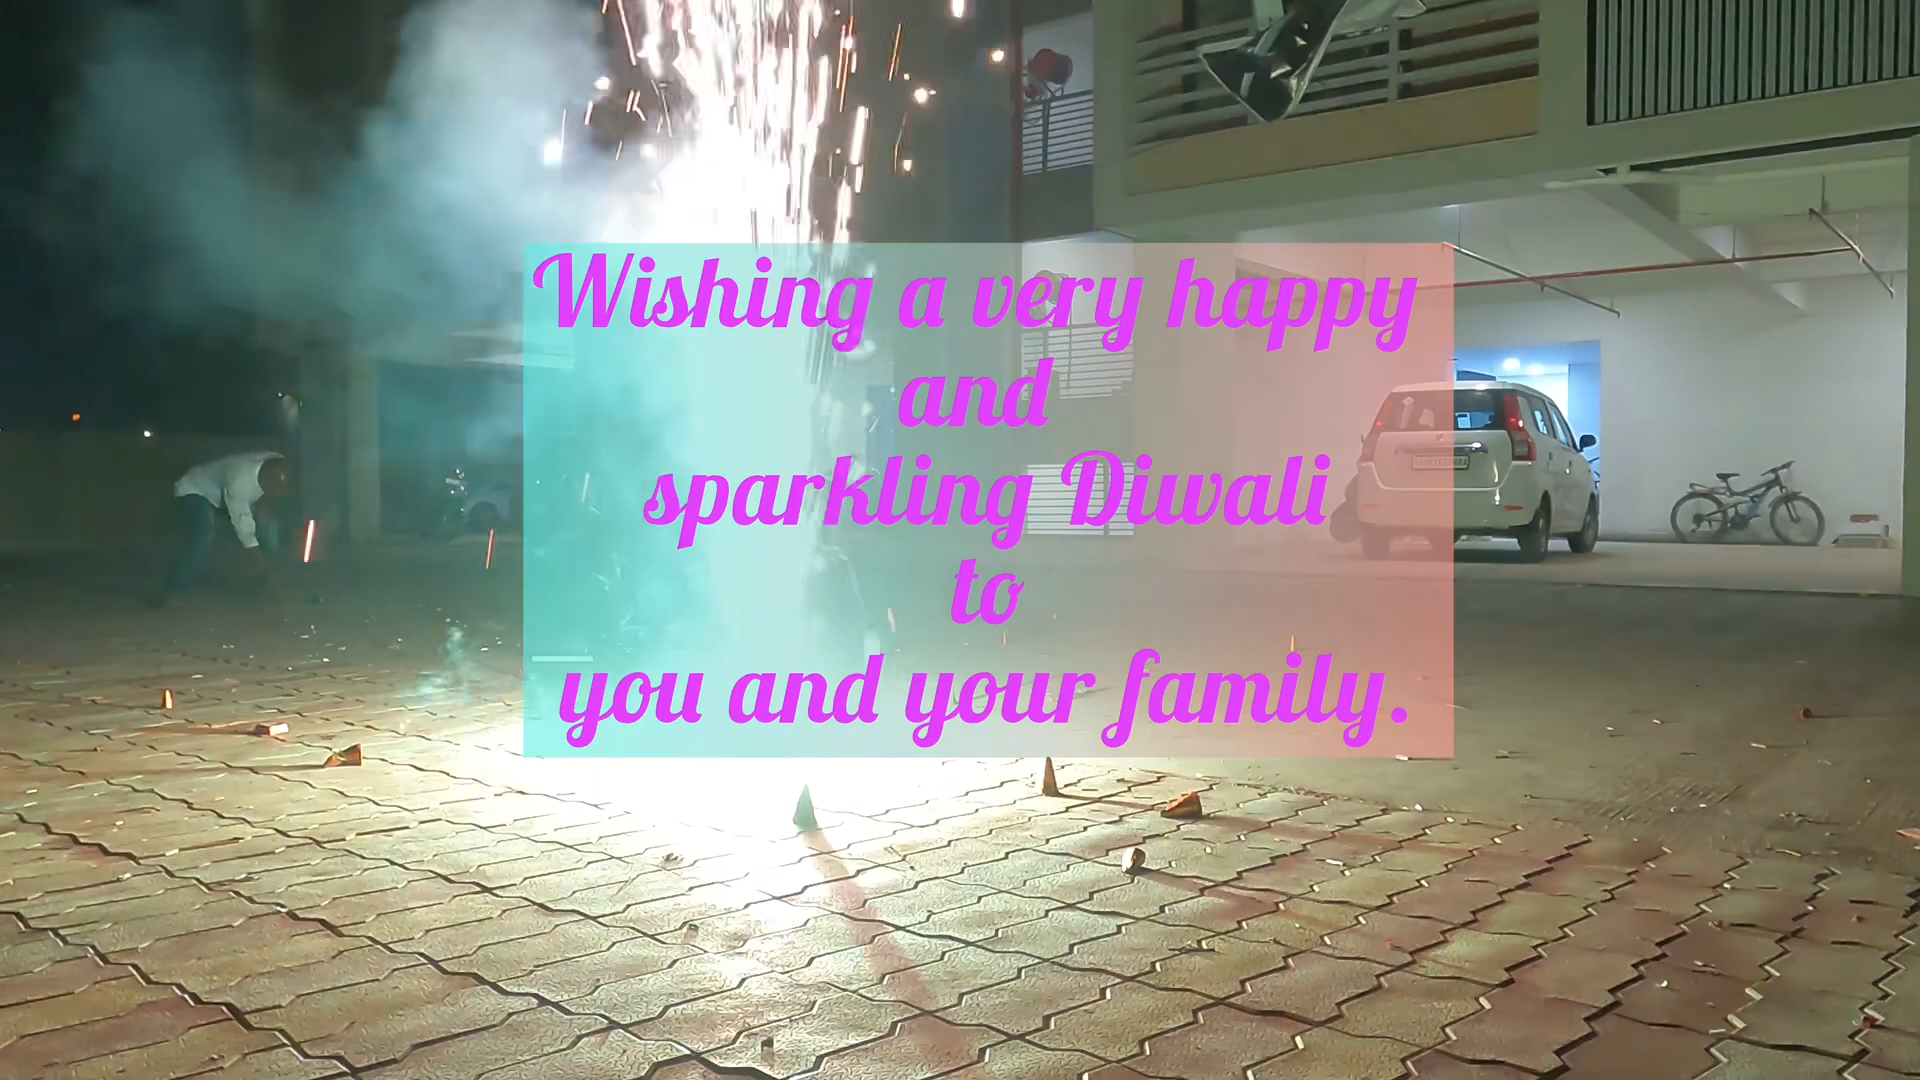 Wishing a very happy
and
sparkling Diwali
to
you and your family.